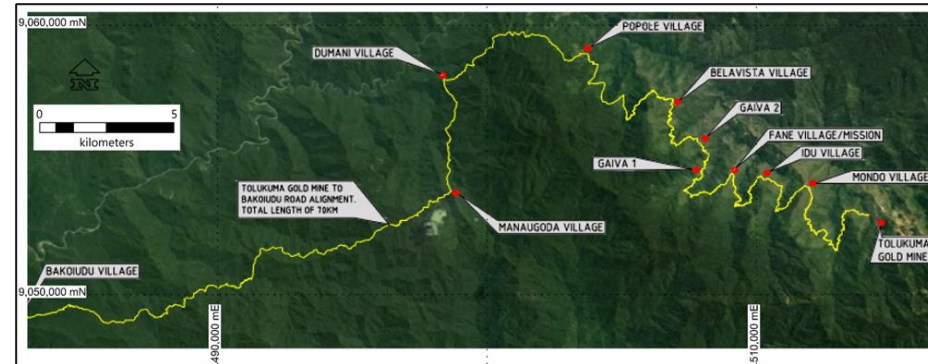 9,060,000 mN
POPOLE VILLAGE
DUMANI VILLAGE
BELAVISTA VILLAGE
N
0 5
kilometers
GAIVA 2
FANE VILLAGE/MISSION
GAIVA 1
IDU VILLAGE
MONDO VILLAGE
TOLUKUMA GOLD MINE TO
BAKOIUDU ROAD ALIGNMENT.
TOTAL LENGTH OF 70KM
MANAUGODA VILLAGE
TOLUKUMA
GOLD MINE
BAKOIUDU VILLAGE
9,050,000 mN
490,000 mE
510,000 mE